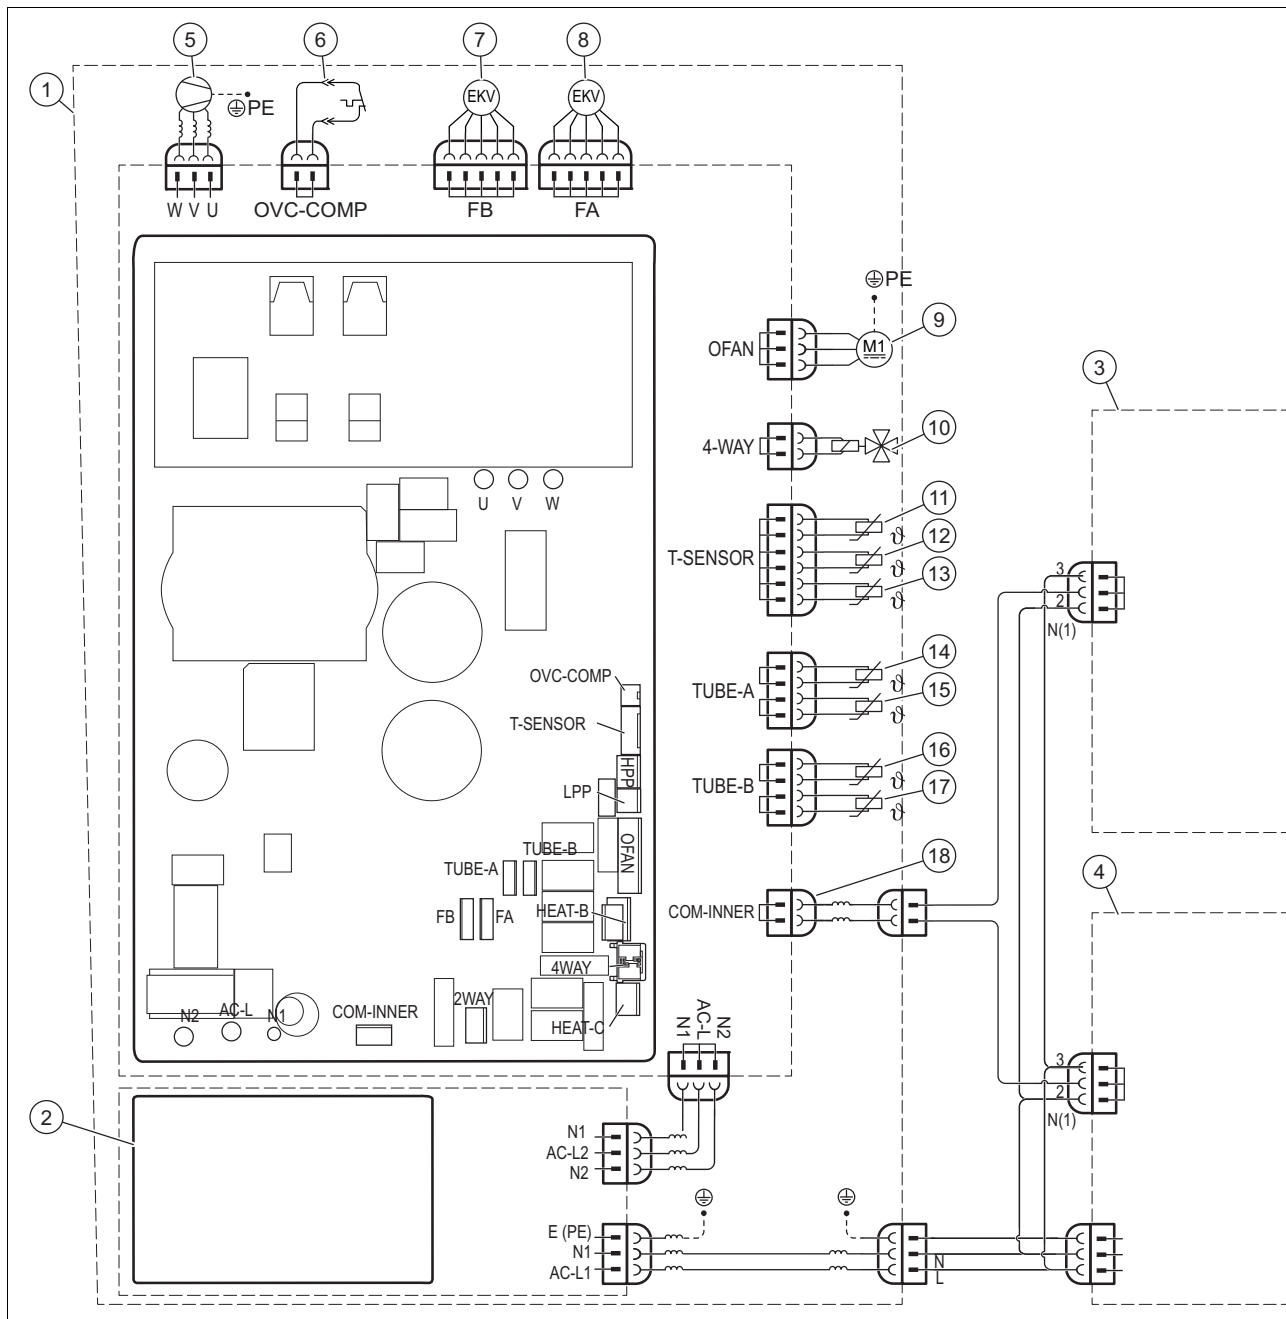 5
6
7
8
1
EKV
EKV
PE
W V U
OVC-COMP
FB
FA
PE
9
OFAN
M1
3
10
4-WAY
U
V
W
11
ϑ
12
T-SENSOR
ϑ
13
ϑ
3
2
N(1)
14
OVC-COMP
ϑ
TUBE-A
15
T-SENSOR
ϑ
16
HPP
ϑ
TUBE-B
17
LPP
ϑ
OFAN
TUBE-B
18
TUBE-A
4
FB
FA
HEAT-B
COM-INNER
4WAY
2WAY
N2
AC-L
N1
COM-INNER
HEAT-C
N1
AC-L
N2
3
2
N(1)
2
N1
AC-L2
N2
E (PE)
N1
AC-L1
N
L